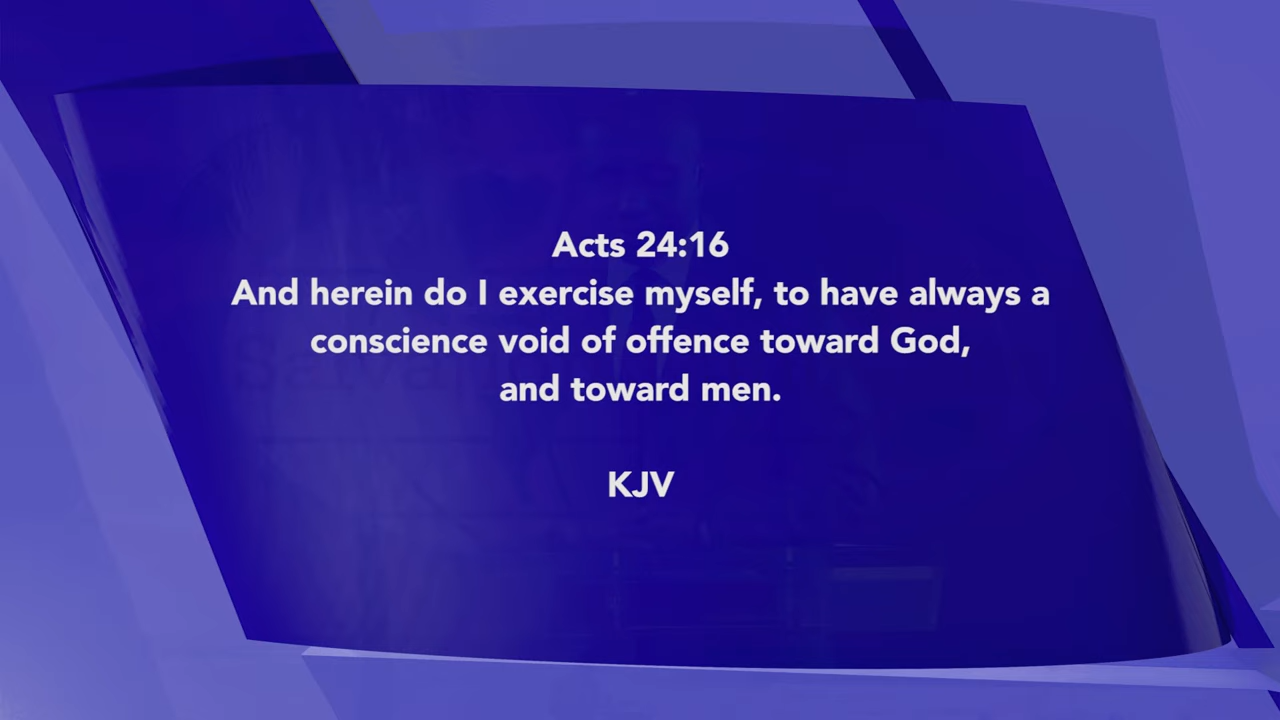 Acts 24:16
And herein do I exercise myself, to have always a
conscience void of offence toward God,
and toward men.
KJV